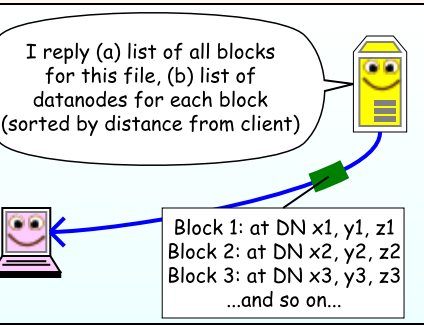 I reply (a) list of all blocks
for this file, (b) list of
datanodes for each block
(sorted by distance from client)
Block 1: at DN x1, y1, z1
Block 2: at DN x2, y2, z2
Block 3: at DN x3, y3, z3
...and so on...